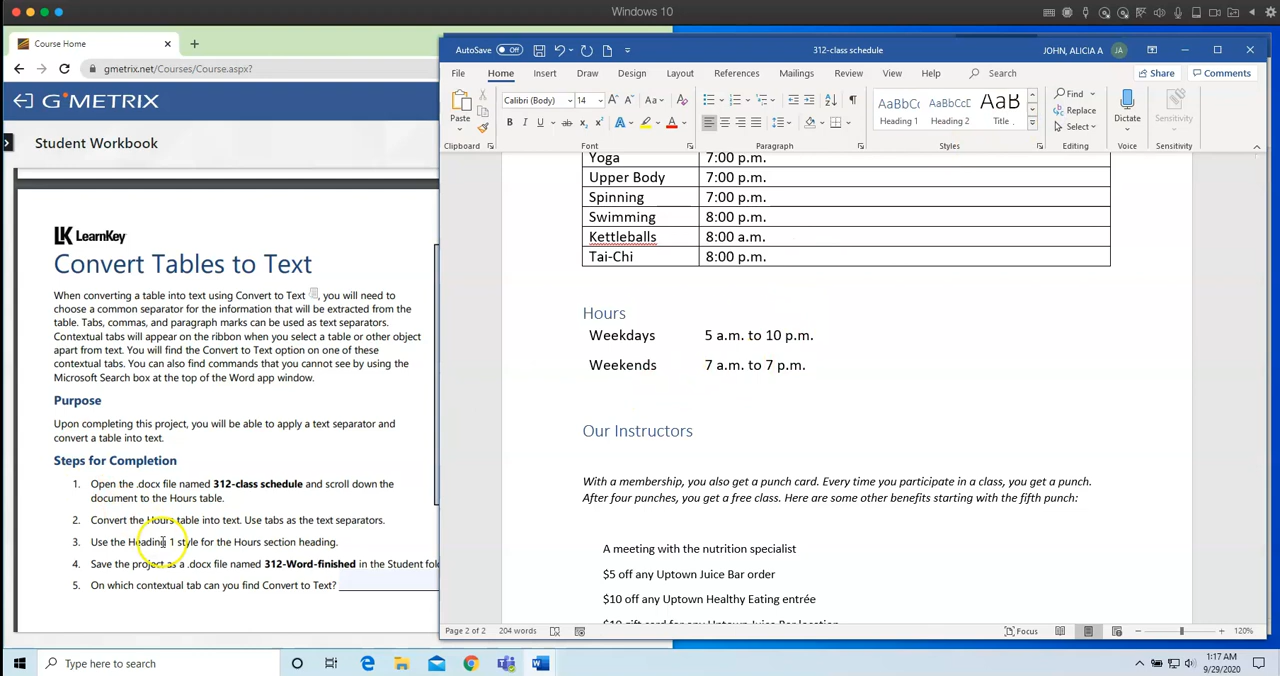 Windows 10
Course Home
gmetrix.net/Courses/Course.aspx?
G METRIX
Student Workbook
LK LearnKey
Convert Tables to Text
When converting a table into text using Convert to Text , you will need to
choose a common separator for the information that will be extracted from the
table. Tabs, commas, and paragraph marks can be used as text separators.
Contextual tabs will appear on the ribbon when you select a table or other object
apart from text. You will find the Convert to Text option on one of these
contextual tabs. You can also find commands that you cannot see by using the
Microsoft Search box at the top of the Word app window.
Purpose
Upon completing this project, you will be able to apply a text separator and
convert a table into text.
Steps for Completion
1. Open the .docx file named 312-class schedule and scroll down the
document to the Hours table.
2. Convert the Hours table into text. Use tabs as the text separators.
3. Use the Heading 1 style for the Hours section heading.
4. Save the project as a .docx file named 312-Word-finished in the Student fol
5. On which contextual tab can you find Convert to Text?
AutoSave Off
312-class schedule
JOHN, ALICIA A JA
File Home Insert Draw Design Layout References Mailings Review View Help Search Share Comments
Paste
Clipboard
Calibri (Body) 14
Font
Paragraph
AaBbCc AaBbCcD AaB
Heading 1 Heading 2 Title
Styles
Find
Replace
Select
Editing
Dictate
Voice
Sensitivity
Sensitivity
Yoga 7:00 p.m.
Upper Body 7:00 p.m.
Spinning 7:00 p.m.
Swimming 8:00 p.m.
Kettleballs 8:00 a.m.
Tai-Chi 8:00 p.m.
Hours
Weekdays 5 a.m. to 10 p.m.
Weekends 7 a.m. to 7 p.m.
Our Instructors
With a membership, you also get a punch card. Every time you participate in a class, you get a punch.
After four punches, you get a free class. Here are some other benefits starting with the fifth punch:
A meeting with the nutrition specialist
$5 off any Uptown Juice Bar order
$10 off any Uptown Healthy Eating entrée
$10 gift card for any Uptown Juice Bar location
Page 2 of 2 204 words Focus 120%
Type here to search
1:17 AM
9/29/2020